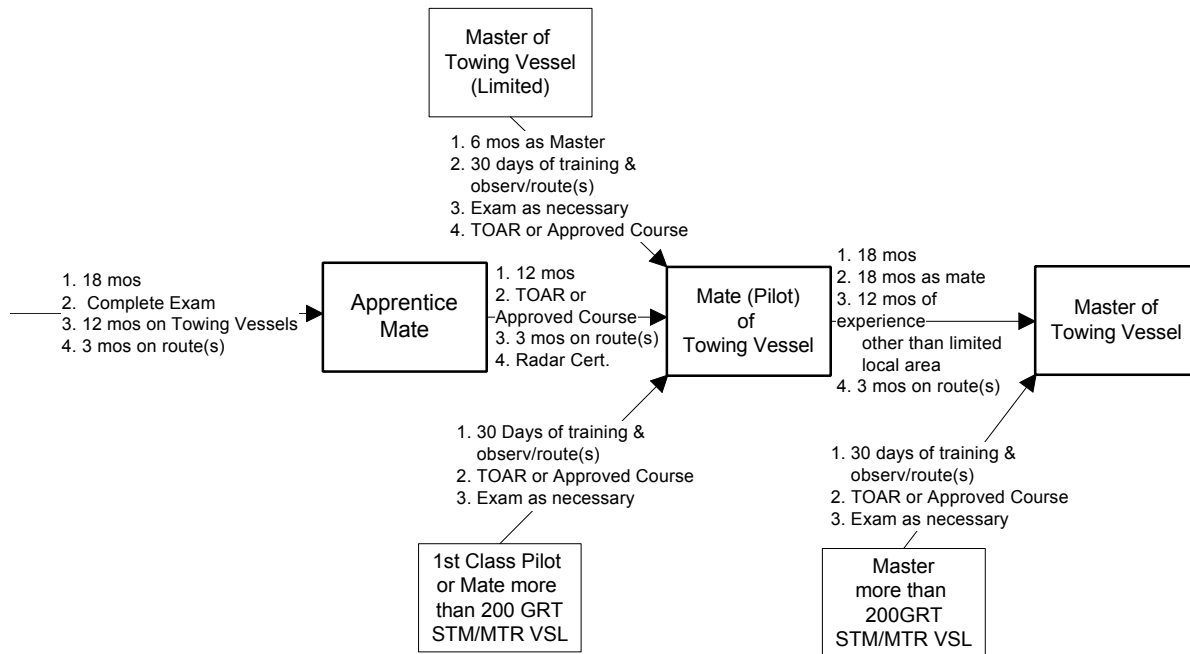 Master of
Towing Vessel
(Limited)
1. 6 mos as Master
2. 30 days of training &
observ/route(s)
3. Exam as necessary
4. TOAR or Approved Course
1. 18 mos
2. Complete Exam
3. 12 mos on Towing Vessels
4. 3 mos on route(s)
Apprentice
Mate
1. 12 mos
2. TOAR or
Approved Course
3. 3 mos on route(s)
4. Radar Cert.
Mate (Pilot)
of
Towing Vessel
1. 18 mos
2. 18 mos as mate
3. 12 mos of
experience
other than limited
local area
4. 3 mos on route(s)
Master of
Towing Vessel
1. 30 Days of training &
observ/route(s)
2. TOAR or Approved Course
3. Exam as necessary
1. 30 days of training &
observ/route(s)
2. TOAR or Approved Course
3. Exam as necessary
1st Class Pilot
or Mate more
than 200 GRT
STM/MTR VSL
Master
more than
200GRT
STM/MTR VSL